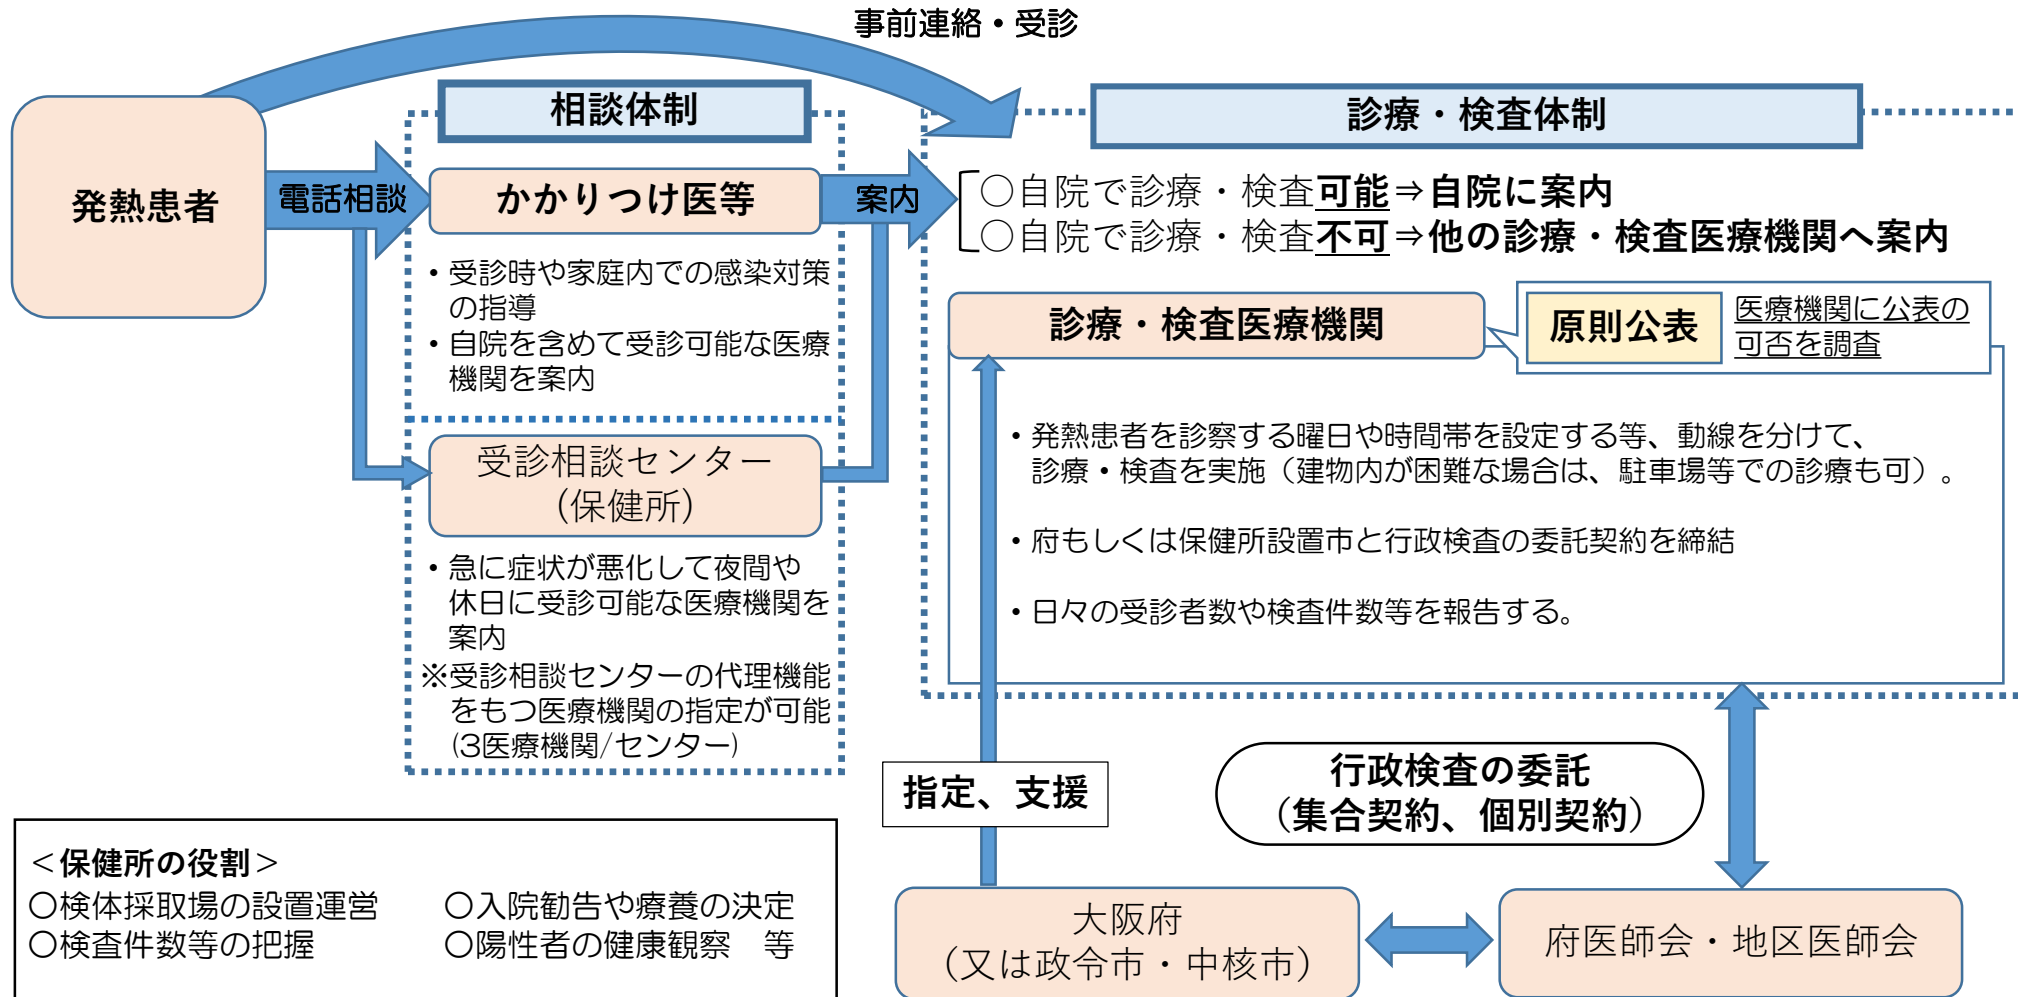 事前連絡・受診
発熱患者
電話相談
相談体制
かかりつけ医等
・受診時や家庭内での感染対策
の指導
・自院を含めて受診可能な医療
機関を案内
受診相談センター
(保健所)
・急に症状が悪化して夜間や
休日に受診可能な医療機関を
案内
※受診相談センターの代理機能
をもつ医療機関の指定が可能
(3医療機関/センター)
案内
診療・検査体制
○自院で診療・検査可能⇒自院に案内
○自院で診療・検査不可⇒他の診療・検査医療機関へ案内
診療・検査医療機関
原則公表
医療機関に公表の
可否を調査
・発熱患者を診察する曜日や時間帯を設定する等、動線を分けて、
診療・検査を実施（建物内が困難な場合は、駐車場等での診療も可）。
・府もしくは保健所設置市と行政検査の委託契約を締結
・日々の受診者数や検査件数等を報告する。
指定、支援
行政検査の委託
（集合契約、個別契約）
大阪府
（又は政令市・中核市）
府医師会・地区医師会
＜保健所の役割＞
○検体採取場の設置運営　○入院勧告や療養の決定
○検査件数等の把握　○陽性者の健康観察　等